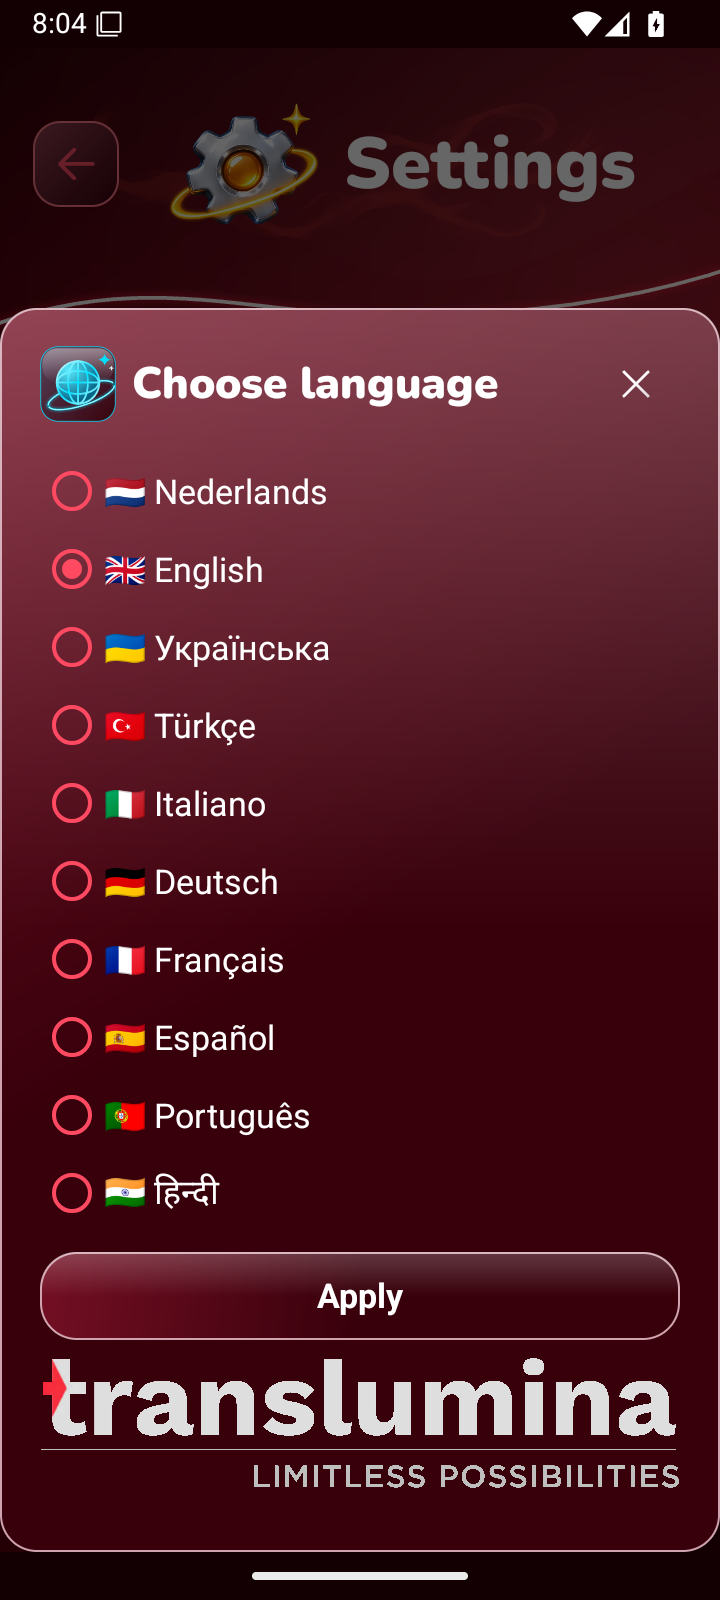 8:04
Settings
Choose language
Nederlands
English
Українська
Türkçe
Italiano
Deutsch
Français
Español
Português
हिन्दी
Apply
translumina
LIMITLESS POSSIBILITIES